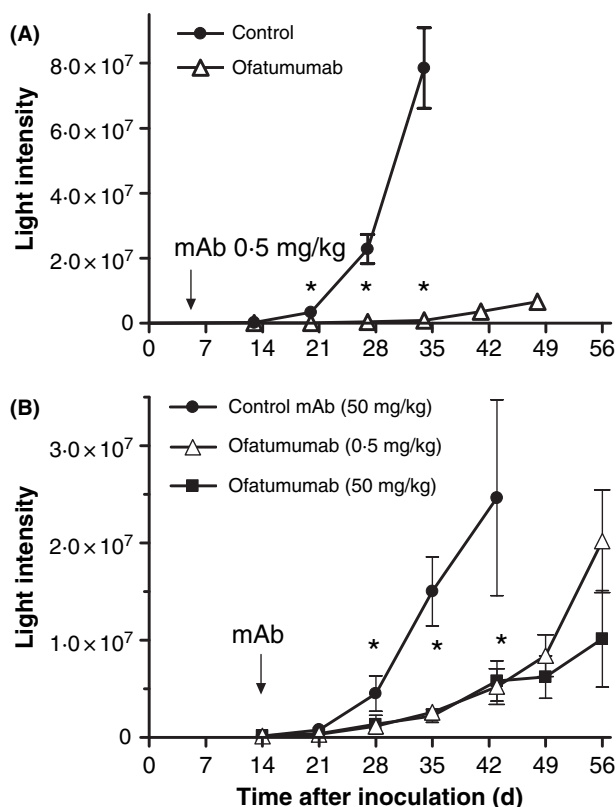 (A)
Control
Ofatumumab
Light intensity
8·0×10⁷
6·0×10⁷
4·0×10⁷
2·0×10⁷
0
mAb 0·5 mg/kg
* * *
0 7 14 21 28 35 42 49 56
(B)
Control mAb (50 mg/kg)
Ofatumumab (0·5 mg/kg)
Ofatumumab (50 mg/kg)
Light intensity
3·0×10⁷
2·0×10⁷
1·0×10⁷
0
mAb
* * *
0 7 14 21 28 35 42 49 56
Time after inoculation (d)